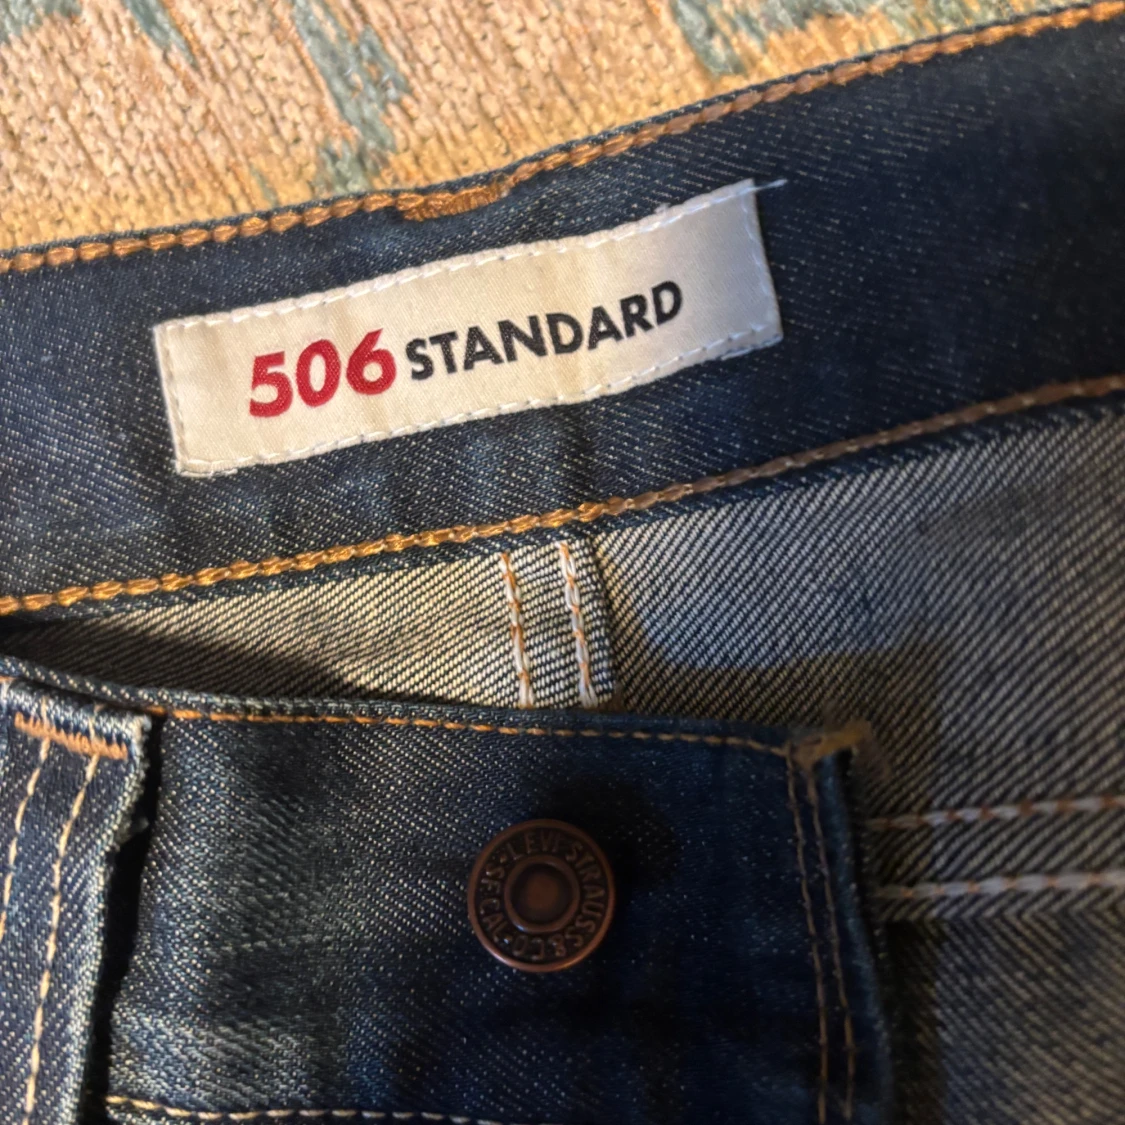 506 STANDARD
LEVI STRAUSS & CO. S.F. CAL.